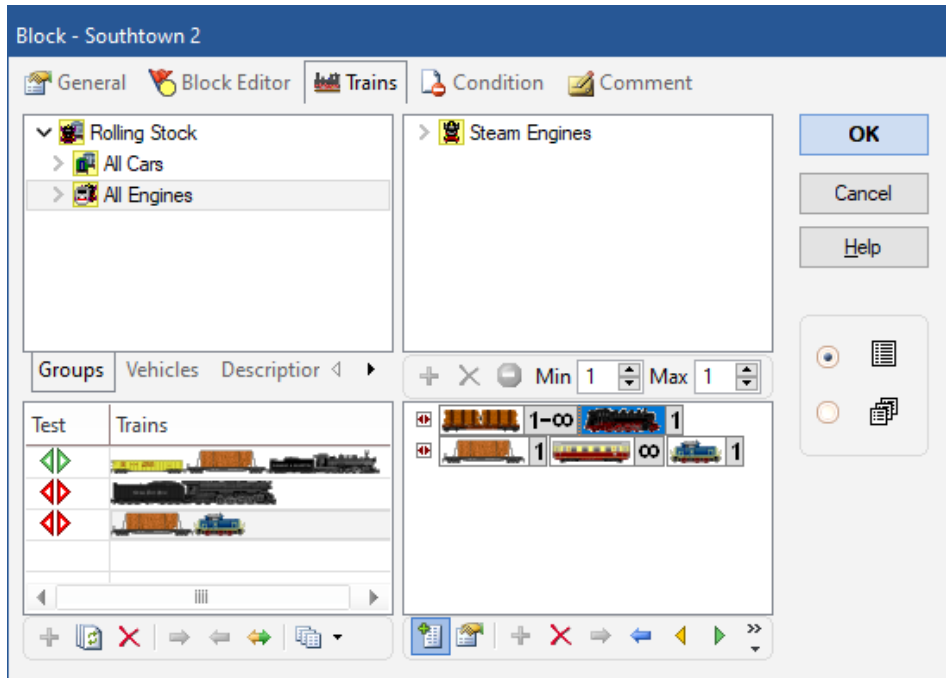 Block - Southtown 2
General Block Editor Trains Condition Comment
Rolling Stock
All Cars
All Engines
Steam Engines
OK
Cancel
Help
Groups Vehicles Description
Min 1 Max 1
Test Trains
1-∞ 1
1 ∞ 1